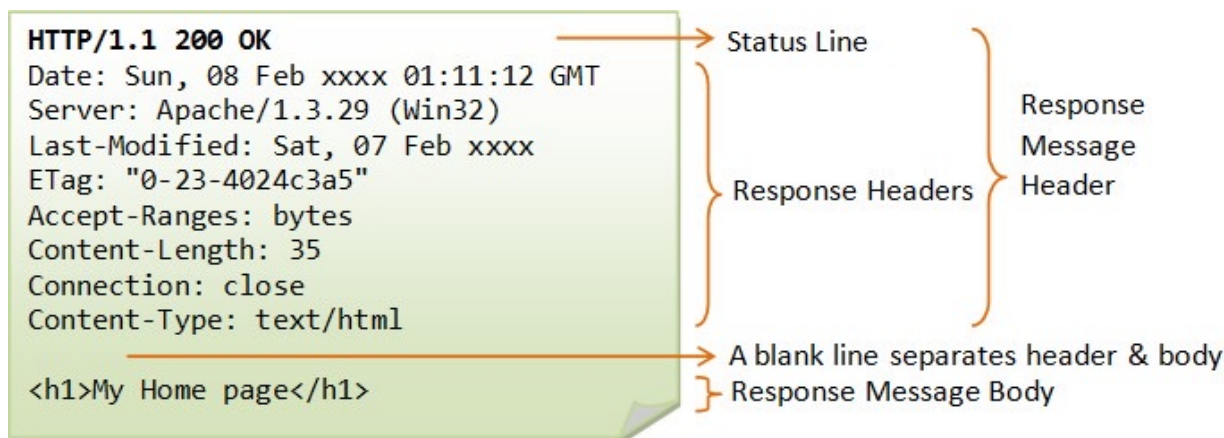 HTTP/1.1 200 OK
Date: Sun, 08 Feb xxxx 01:11:12 GMT
Server: Apache/1.3.29 (Win32)
Last-Modified: Sat, 07 Feb xxxx
ETag: "0-23-4024c3a5"
Accept-Ranges: bytes
Content-Length: 35
Connection: close
Content-Type: text/html
<h1>My Home page</h1>
Status Line
Response Headers
Response
Message
Header
A blank line separates header & body
Response Message Body